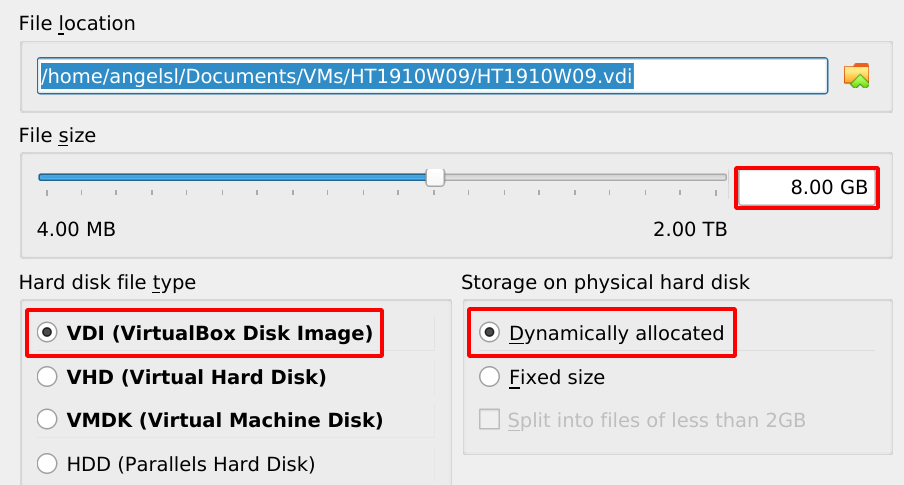 File location
/home/angelsl/Documents/VMs/HT1910W09/HT1910W09.vdi
File size
8.00 GB
4.00 MB
2.00 TB
Hard disk file type
VDI (VirtualBox Disk Image)
VHD (Virtual Hard Disk)
VMDK (Virtual Machine Disk)
HDD (Parallels Hard Disk)
Storage on physical hard disk
Dynamically allocated
Fixed size
Split into files of less than 2GB